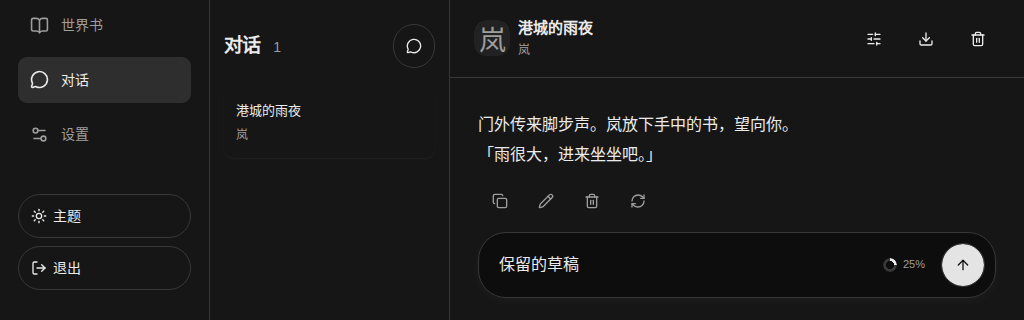 世界书
对话
设置
主题
退出
对话 1
港城的雨夜
岚
岚
港城的雨夜
岚
门外传来脚步声。岚放下手中的书，望向你。
「雨很大，进来坐坐吧。」
保留的草稿
25%